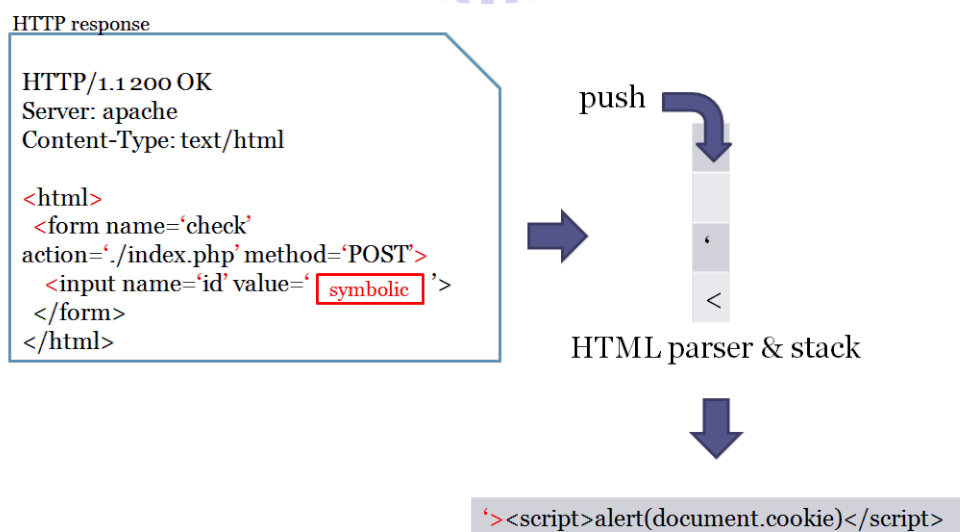 HTTP response
HTTP/1.1 200 OK
Server: apache
Content-Type: text/html
<html>
<form name=‘check’
action=‘./index.php’ method=‘POST’>
<input name=‘id’ value=‘ symbolic ’>
</form>
</html>
push
‘
<
HTML parser & stack
‘><script>alert(document.cookie)</script>